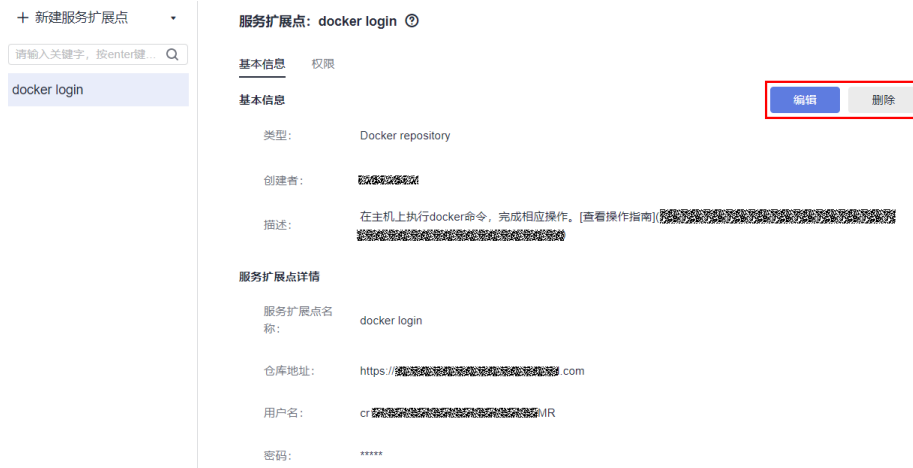 新建服务扩展点
请输入关键字，按enter键...
docker login
服务扩展点：docker login
基本信息 权限
基本信息
编辑 删除
类型： Docker repository
创建者：
描述： 在主机上执行docker命令，完成相应操作。[查看操作指南](
服务扩展点详情
服务扩展点名
称： docker login
仓库地址： https:// .com
用户名： cr MR
密码： *****